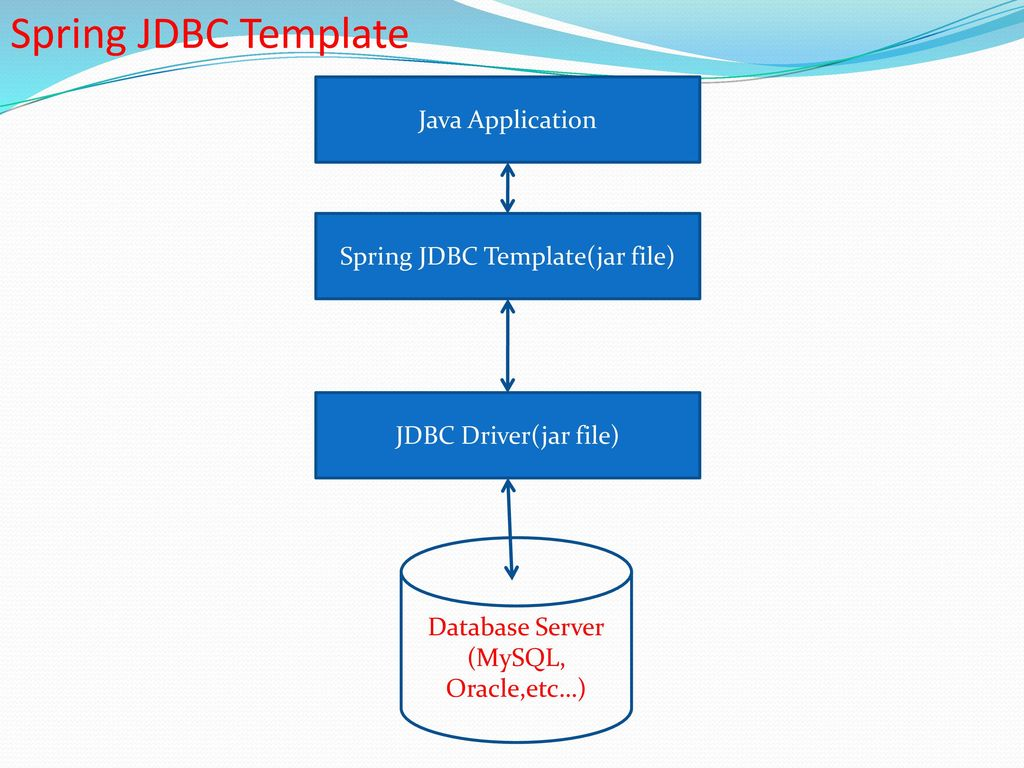 Spring JDBC Template
Java Application
Spring JDBC Template(jar file)
JDBC Driver(jar file)
Database Server
(MySQL,
Oracle,etc...)